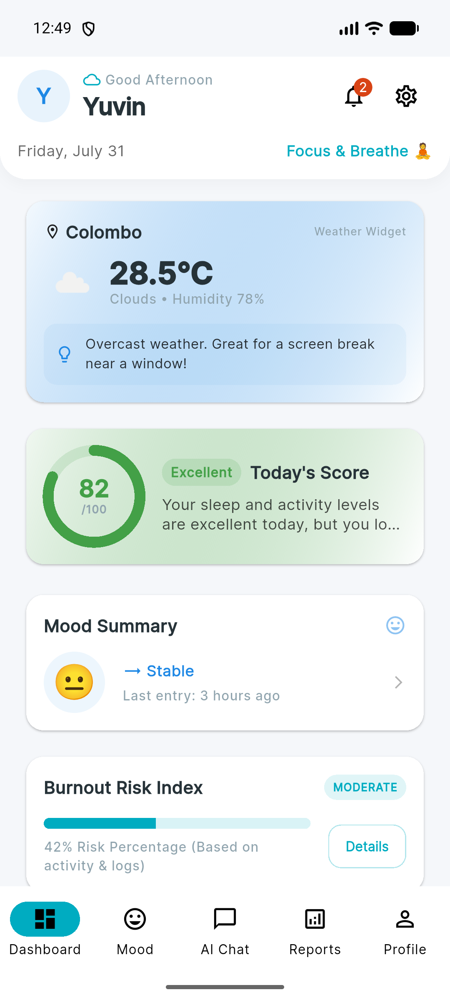 12:49
Y
Good Afternoon
Yuvin
2
Friday, July 31
Focus & Breathe 🧘
Colombo
Weather Widget
28.5°C
Clouds • Humidity 78%
Overcast weather. Great for a screen break
near a window!
82
/100
Excellent
Today's Score
Your sleep and activity levels
are excellent today, but you lo...
Mood Summary
→ Stable
Last entry: 3 hours ago
Burnout Risk Index
MODERATE
42% Risk Percentage (Based on
activity & logs)
Details
Dashboard
Mood
AI Chat
Reports
Profile